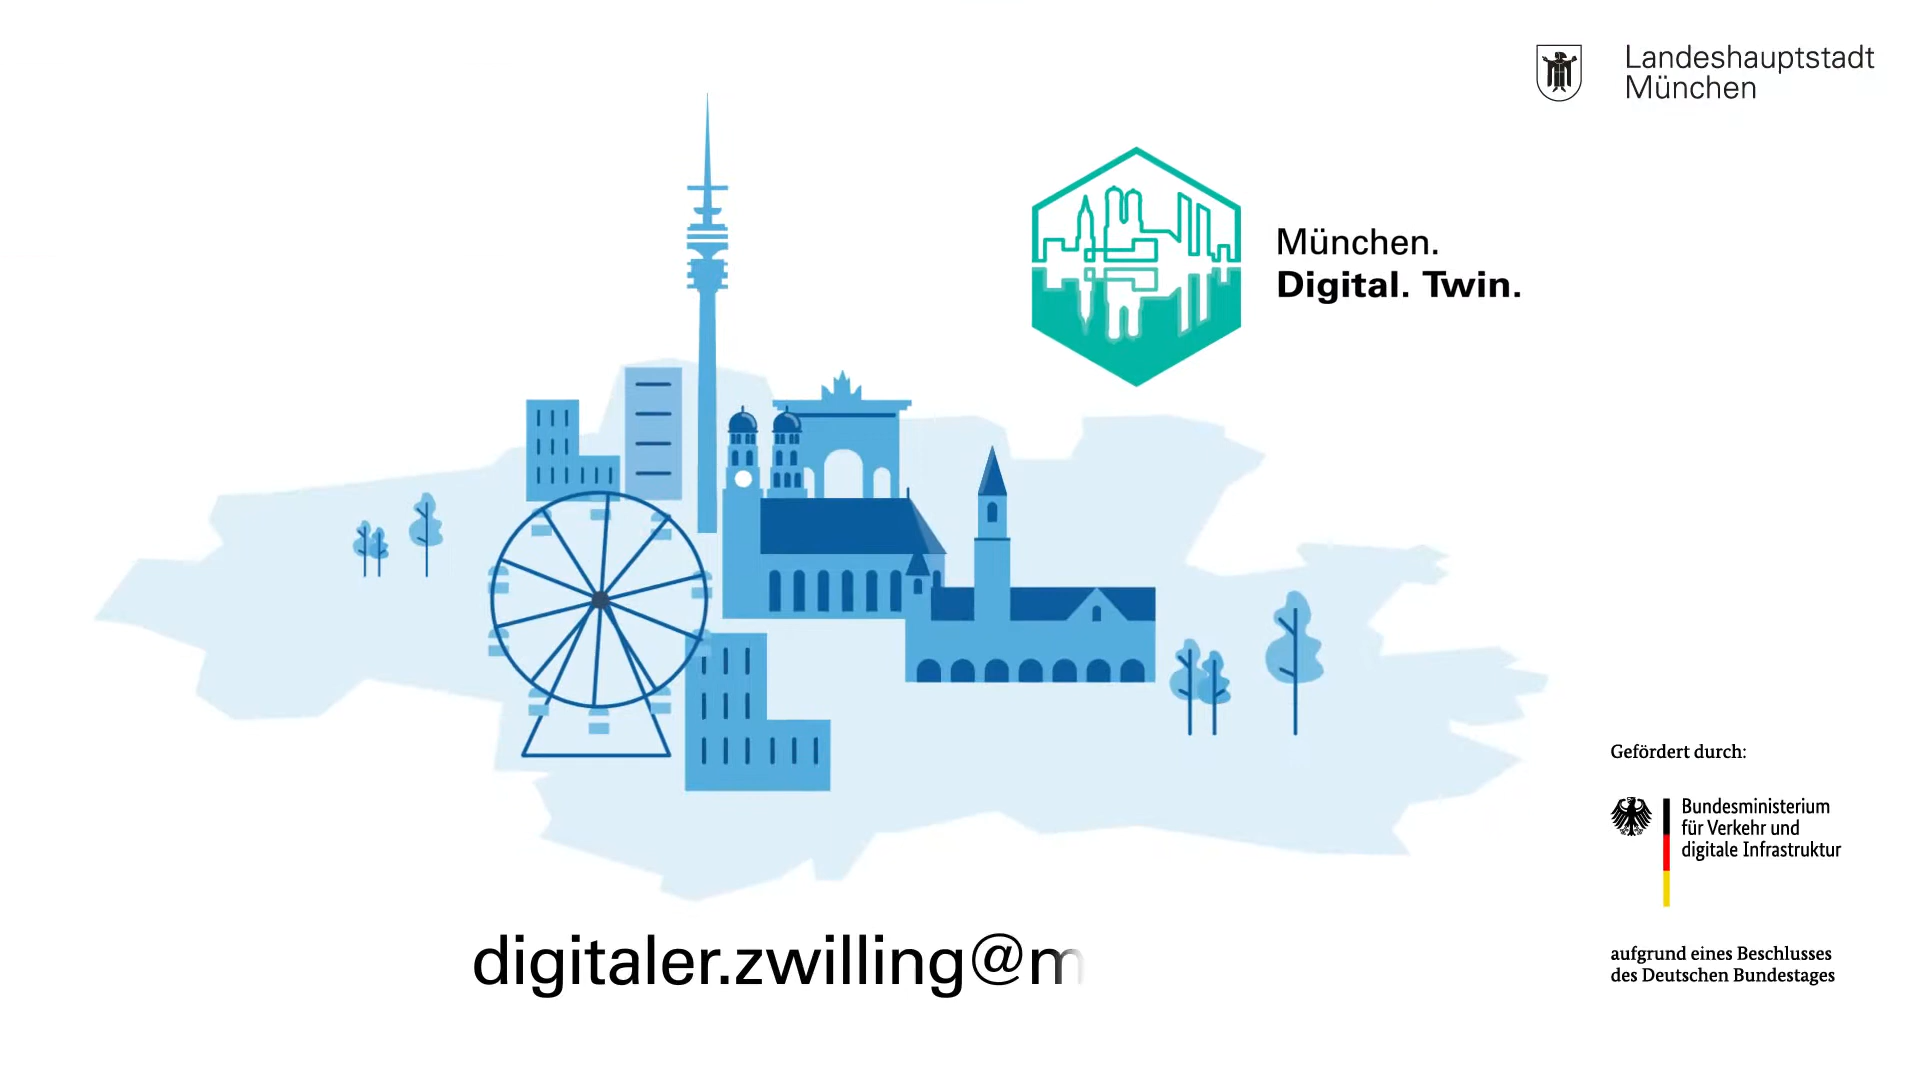 Landeshauptstadt
München
München.
Digital. Twin.
Gefördert durch:
Bundesministerium
für Verkehr und
digitale Infrastruktur
aufgrund eines Beschlusses
des Deutschen Bundestages
digitaler.zwilling@m